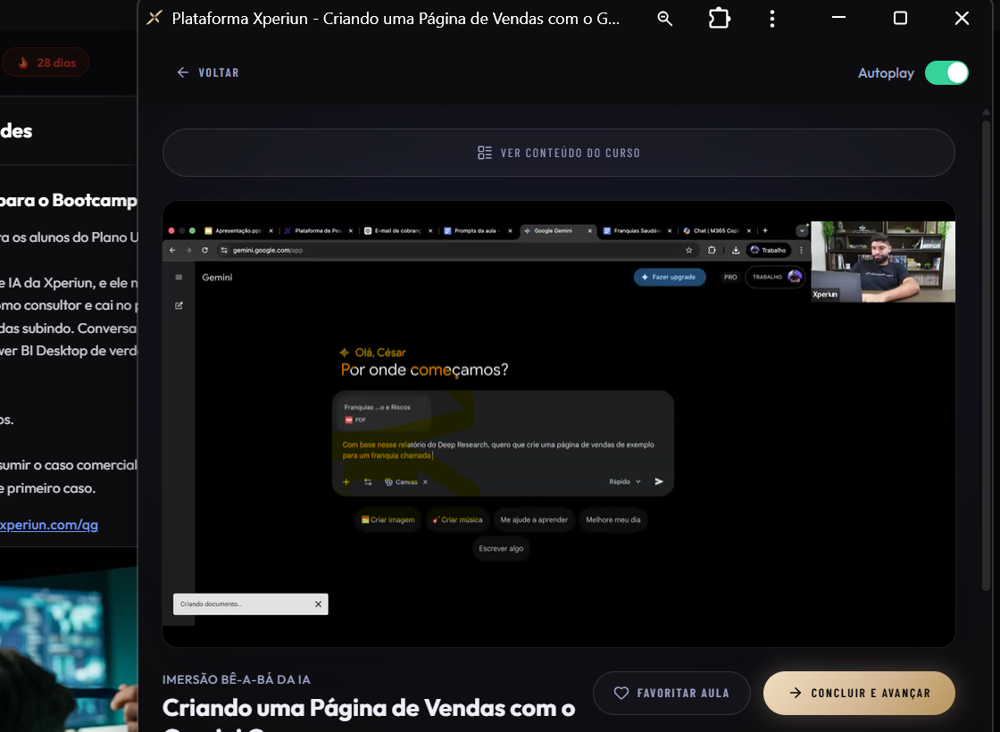 Plataforma Xperiun - Criando uma Página de Vendas com o G...
28 dias
VOLTAR
Autoplay
des
VER CONTEÚDO DO CURSO
para o Bootcamp
ra os alunos do Plano U
e IA da Xperiun, e ele n
omo consultor e cai no p
das subindo. Conversa
wer BI Desktop de verd
os.
sumir o caso comercial
e primeiro caso.
xperiun.com/qg
Apresentação.ppt
Plataforma de Pes
E-mail de cobranç
Prompts da aula -
Google Gemini
Franquias Saudáv
Chat | M365 Copi
gemini.google.com/app
Trabalho
Gemini
Fazer upgrade
PRO
TRABALHO
Xperiun
Olá, César
Por onde começamos?
Franquias ...o e Riscos
PDF
Com base nesse relatório do Deep Research, quero que crie uma página de vendas de exemplo
para um franquia chamada
Canvas
Rápido
Criar imagem
Criar música
Me ajude a aprender
Melhore meu dia
Escrever algo
Criando documento...
IMERSÃO BÊ-A-BÁ DA IA
FAVORITAR AULA
CONCLUIR E AVANÇAR
Criando uma Página de Vendas com o